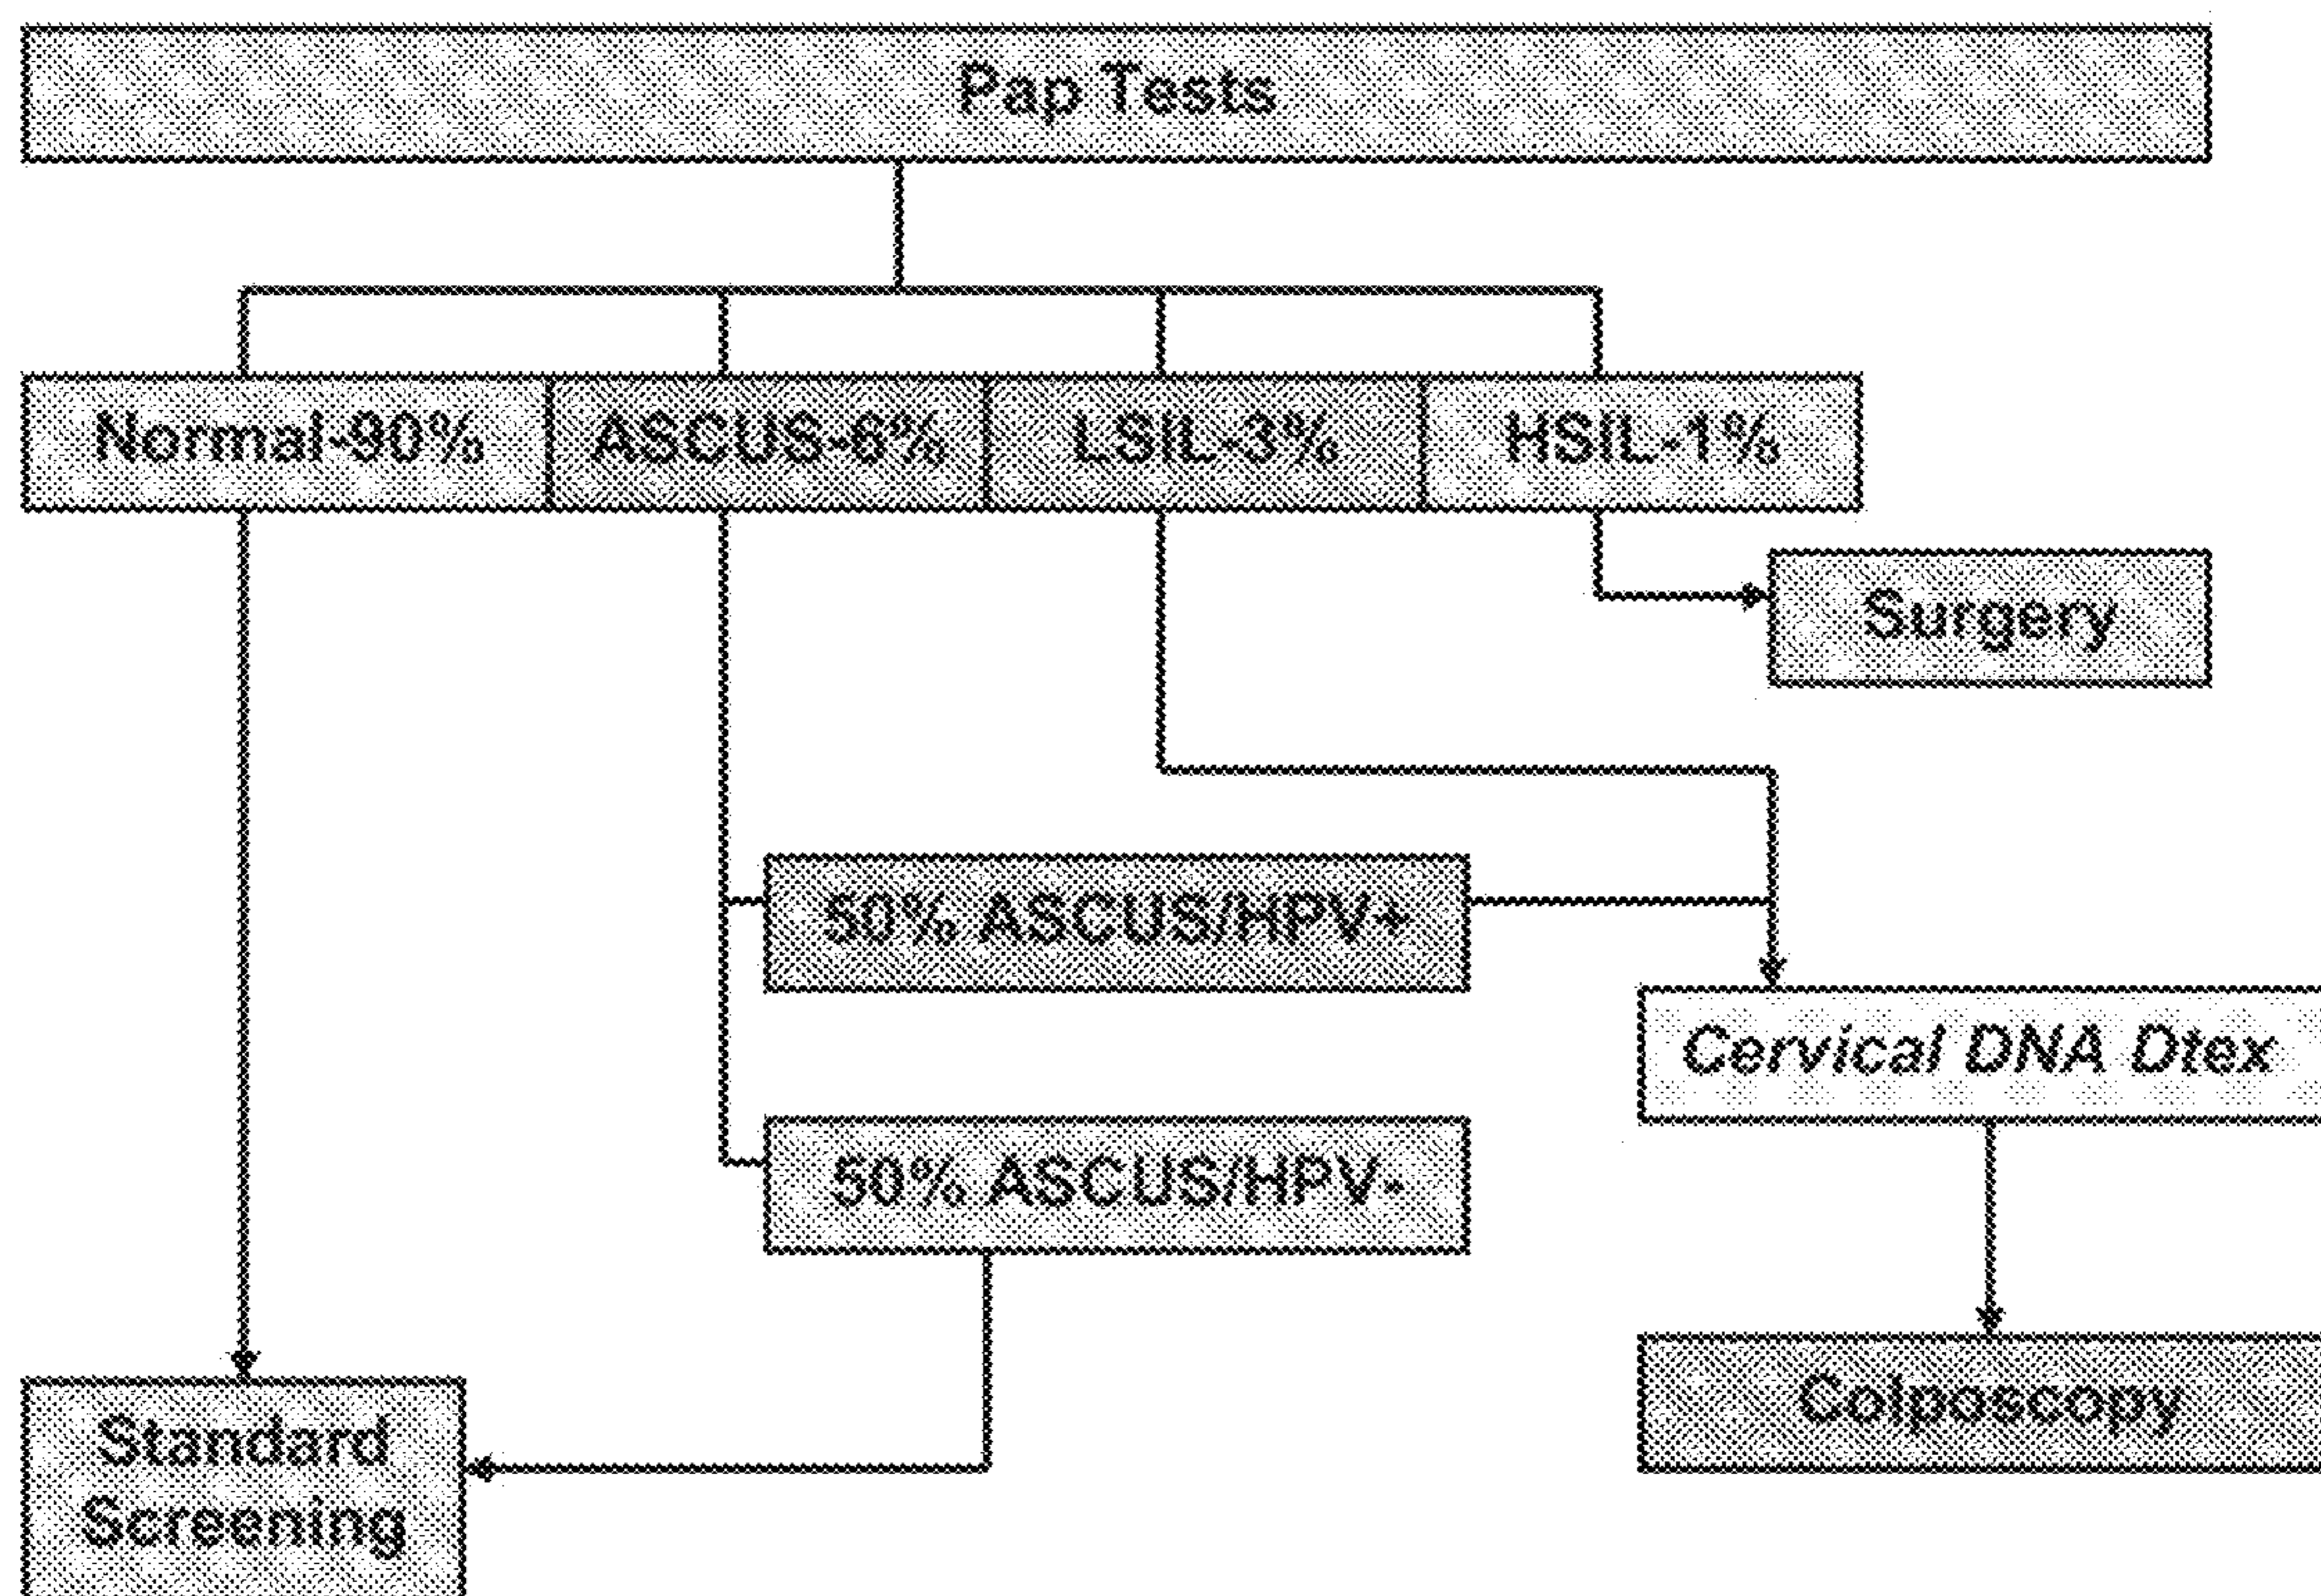 Pap Tests
Normal-90%
ASCUS-6%
LSIL-3%
HSIL-1%
Surgery
50% ASCUS/HPV+
Cervical DNA Dtex
50% ASCUS/HPV-
Colposcopy
Standard
Screening